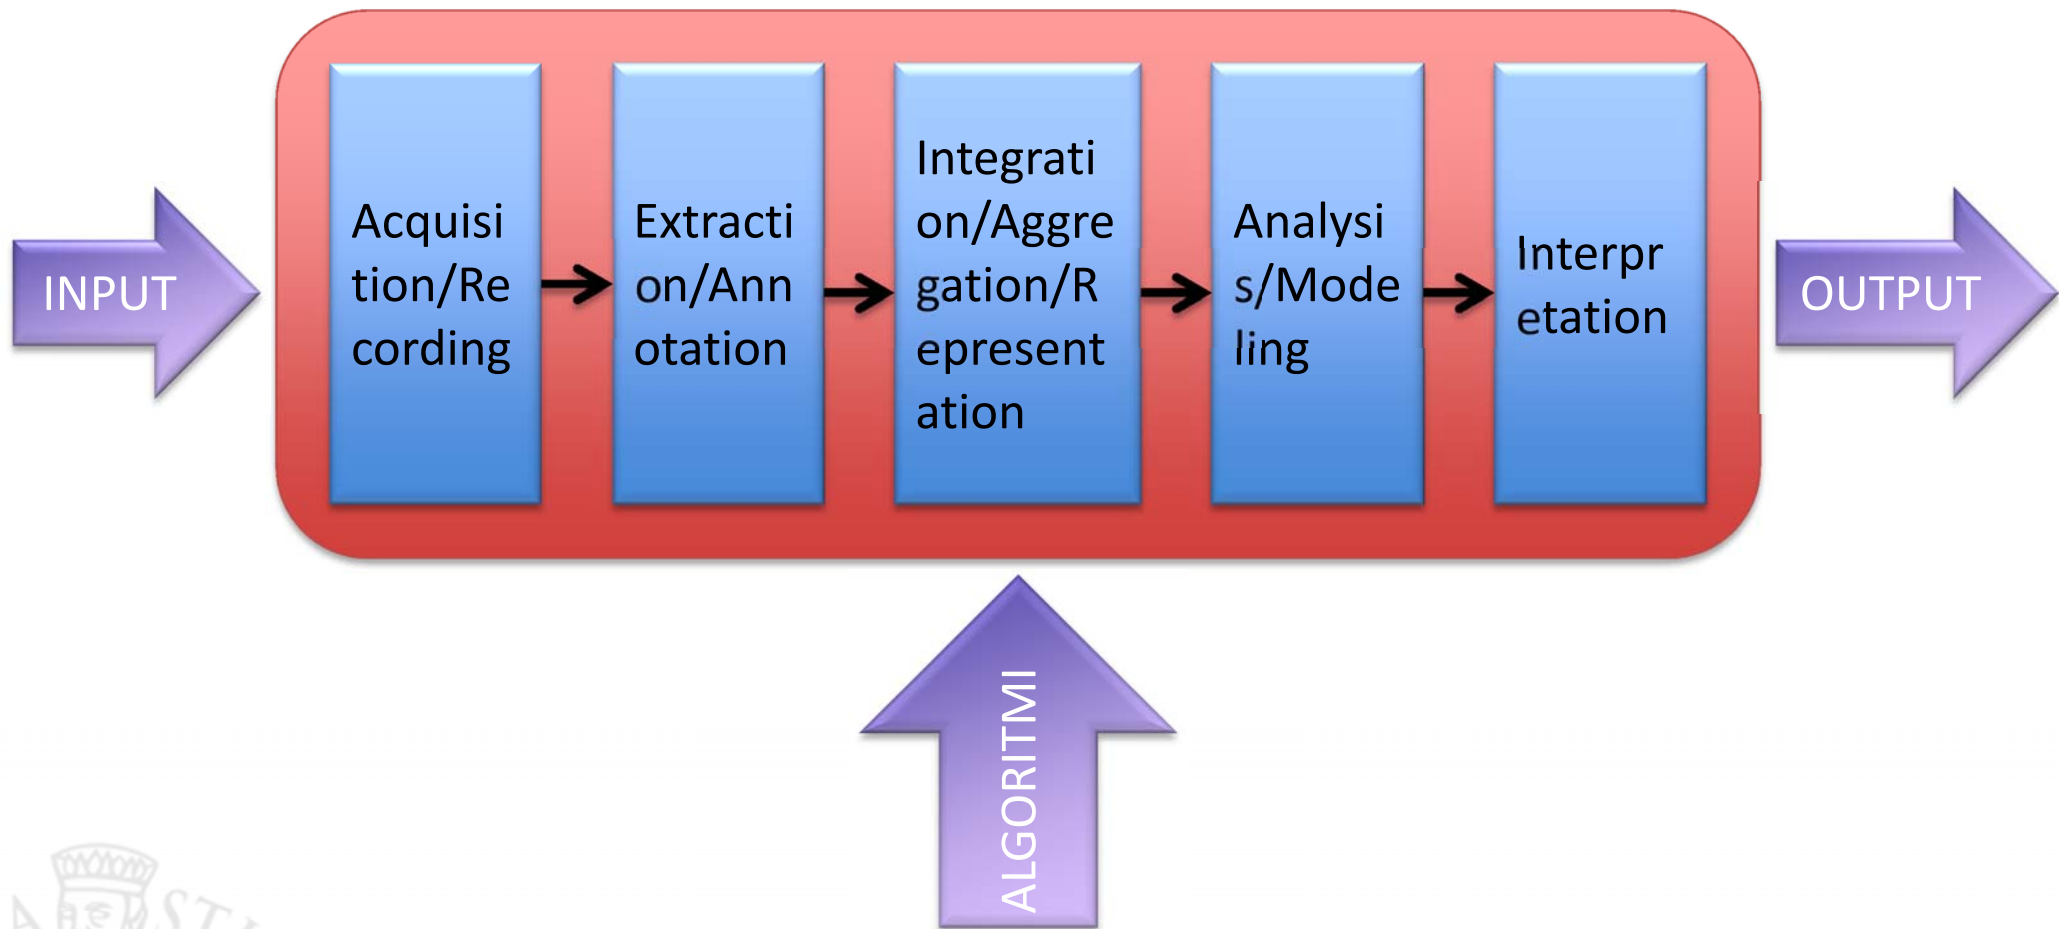 INPUT
Acquisi
tion/Re
cording
Extracti
on/Ann
otation
Integrati
on/Aggre
gation/R
epresent
ation
Analysi
s/Mode
ling
Interpr
etation
OUTPUT
ALGORITMI